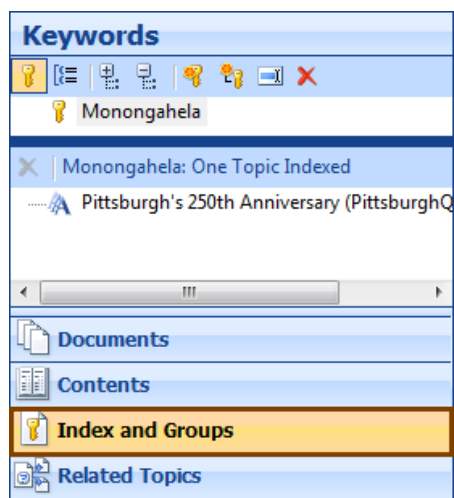 Keywords
Monongahela
Monongahela: One Topic Indexed
Pittsburgh's 250th Anniversary (PittsburghQ
Documents
Contents
Index and Groups
Related Topics